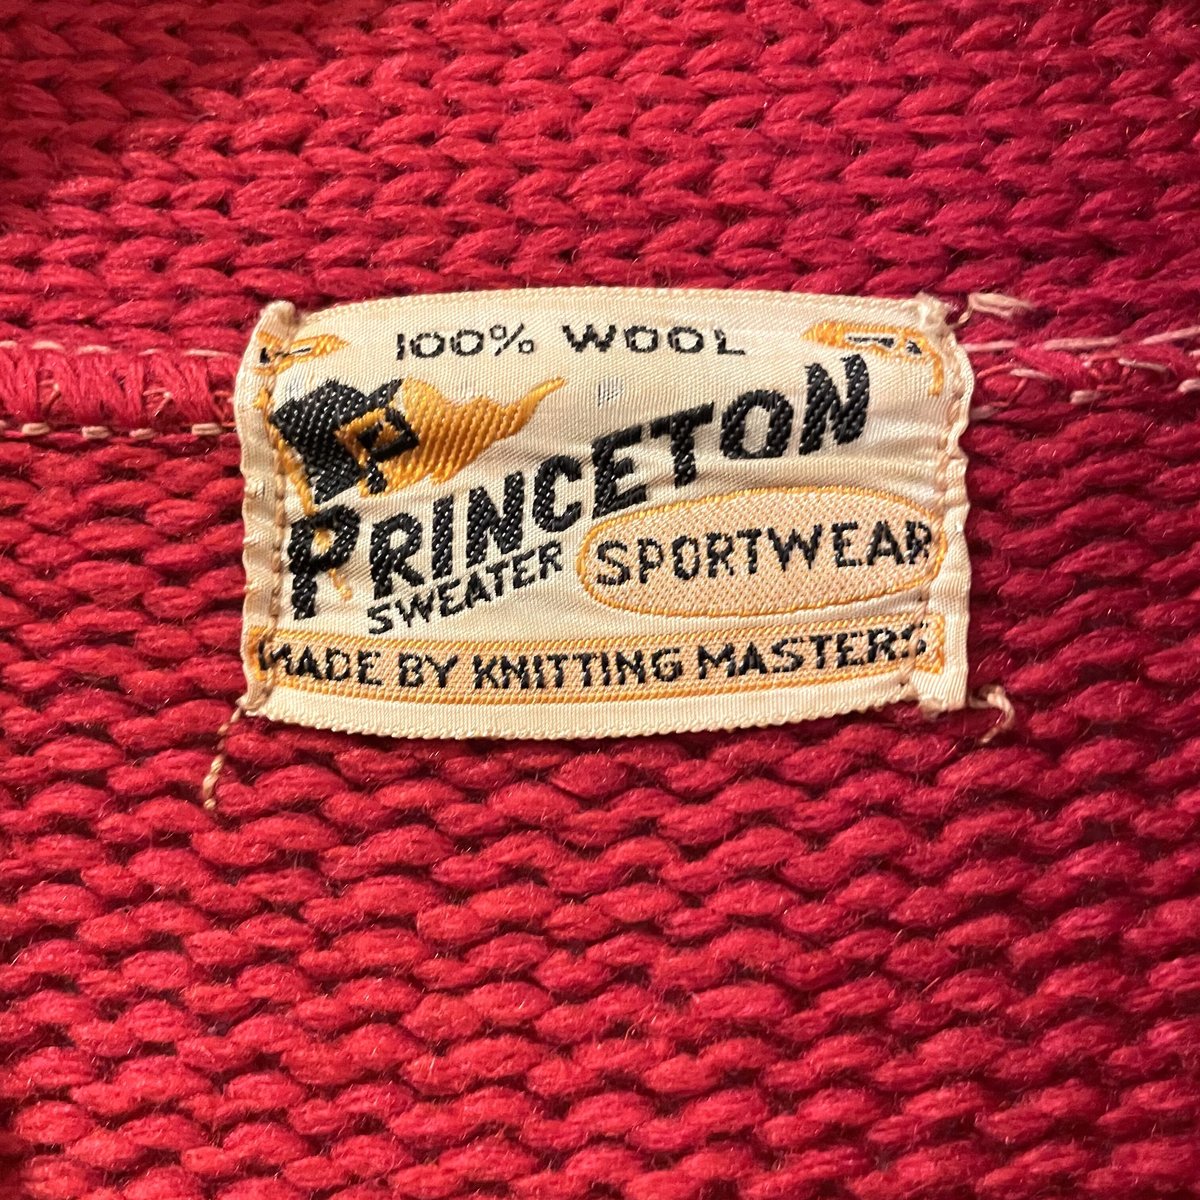 100% WOOL
P
PRINCETON
SWEATER
SPORTWEAR
MADE BY KNITTING MASTERS